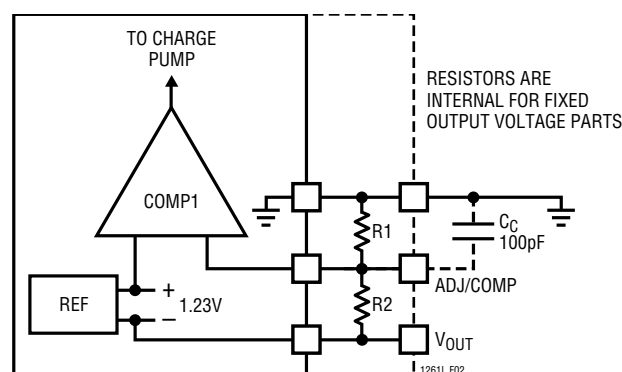 TO CHARGE
PUMP
RESISTORS ARE
INTERNAL FOR FIXED
OUTPUT VOLTAGE PARTS
COMP1
R1
CC
100pF
REF
+
1.23V
–
R2
ADJ/COMP
VOUT
1261L F02